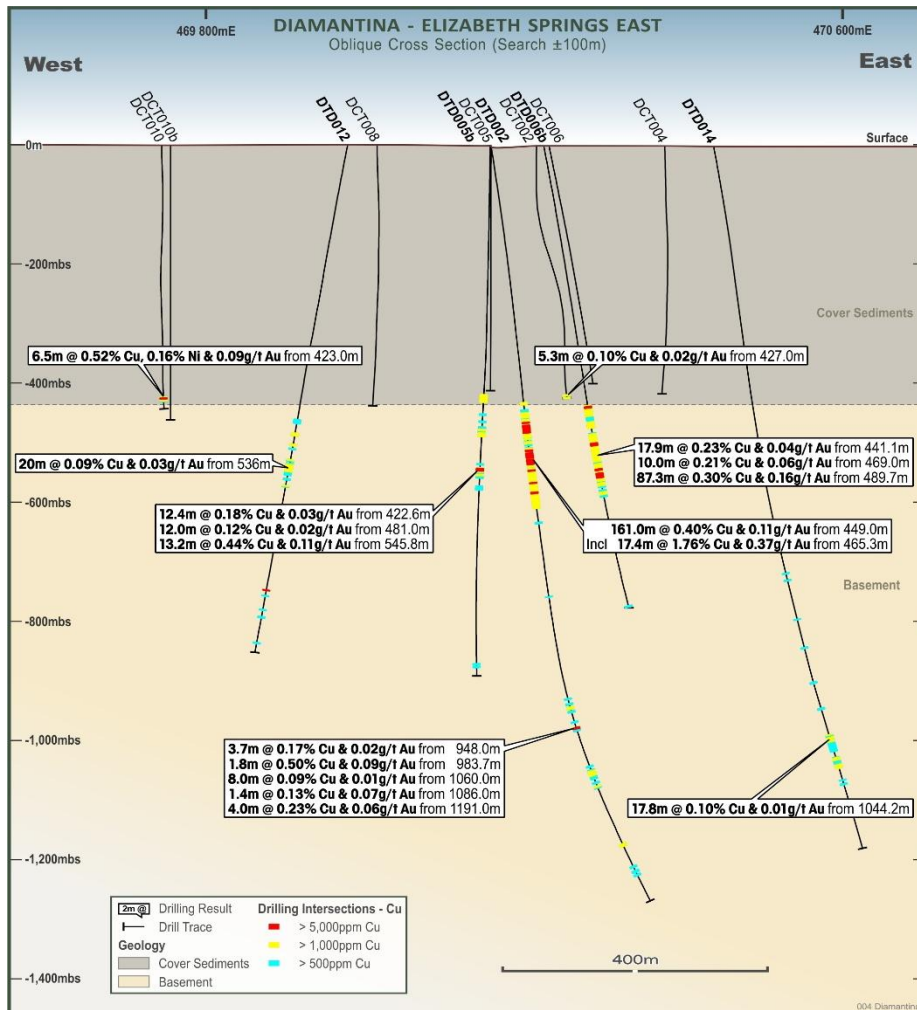 DIAMANTINA - ELIZABETH SPRINGS EAST
Oblique Cross Section (Search ±100m)
469 800mE
470 600mE
West
East
DCT010
DCT010b
DTD012
DCT008
DTD005b
DCT005
DTD002
DCT002
DTD006b
DCT006
DCT004
DTD014
0m
Surface
-200mbs
Cover Sediments
6.5m @ 0.52% Cu, 0.16% Ni & 0.09g/t Au from 423.0m
5.3m @ 0.10% Cu & 0.02g/t Au from 427.0m
-400mbs
20m @ 0.09% Cu & 0.03g/t Au from 536m
17.9m @ 0.23% Cu & 0.04g/t Au from 441.1m
10.0m @ 0.21% Cu & 0.06g/t Au from 469.0m
87.3m @ 0.30% Cu & 0.16g/t Au from 489.7m
-600mbs
12.4m @ 0.18% Cu & 0.03g/t Au from 422.6m
12.0m @ 0.12% Cu & 0.02g/t Au from 481.0m
13.2m @ 0.44% Cu & 0.11g/t Au from 545.8m
161.0m @ 0.40% Cu & 0.11g/t Au from 449.0m
Incl 17.4m @ 1.76% Cu & 0.37g/t Au from 465.3m
Basement
-800mbs
-1,000mbs
3.7m @ 0.17% Cu & 0.02g/t Au from 948.0m
1.8m @ 0.50% Cu & 0.09g/t Au from 983.7m
8.0m @ 0.09% Cu & 0.01g/t Au from 1060.0m
1.4m @ 0.13% Cu & 0.07g/t Au from 1086.0m
4.0m @ 0.23% Cu & 0.06g/t Au from 1191.0m
17.8m @ 0.10% Cu & 0.01g/t Au from 1044.2m
-1,200mbs
2m @ Drilling Result
Drill Trace
Geology
Cover Sediments
Basement
Drilling Intersections - Cu
> 5,000ppm Cu
> 1,000ppm Cu
> 500ppm Cu
400m
-1,400mbs
004 Diamantina